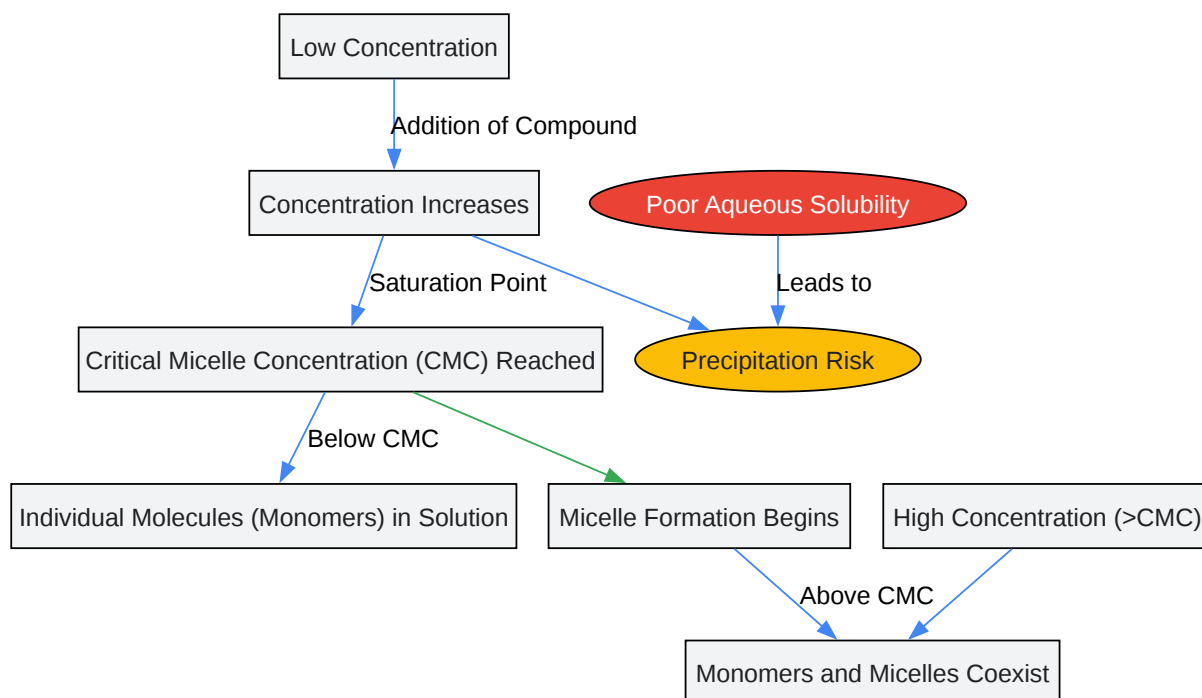 Low Concentration
Addition of Compound
Concentration Increases
Poor Aqueous Solubility
Saturation Point
Leads to
Critical Micelle Concentration (CMC) Reached
Precipitation Risk
Below CMC
Individual Molecules (Monomers) in Solution
Micelle Formation Begins
High Concentration (>CMC)
Above CMC
Monomers and Micelles Coexist